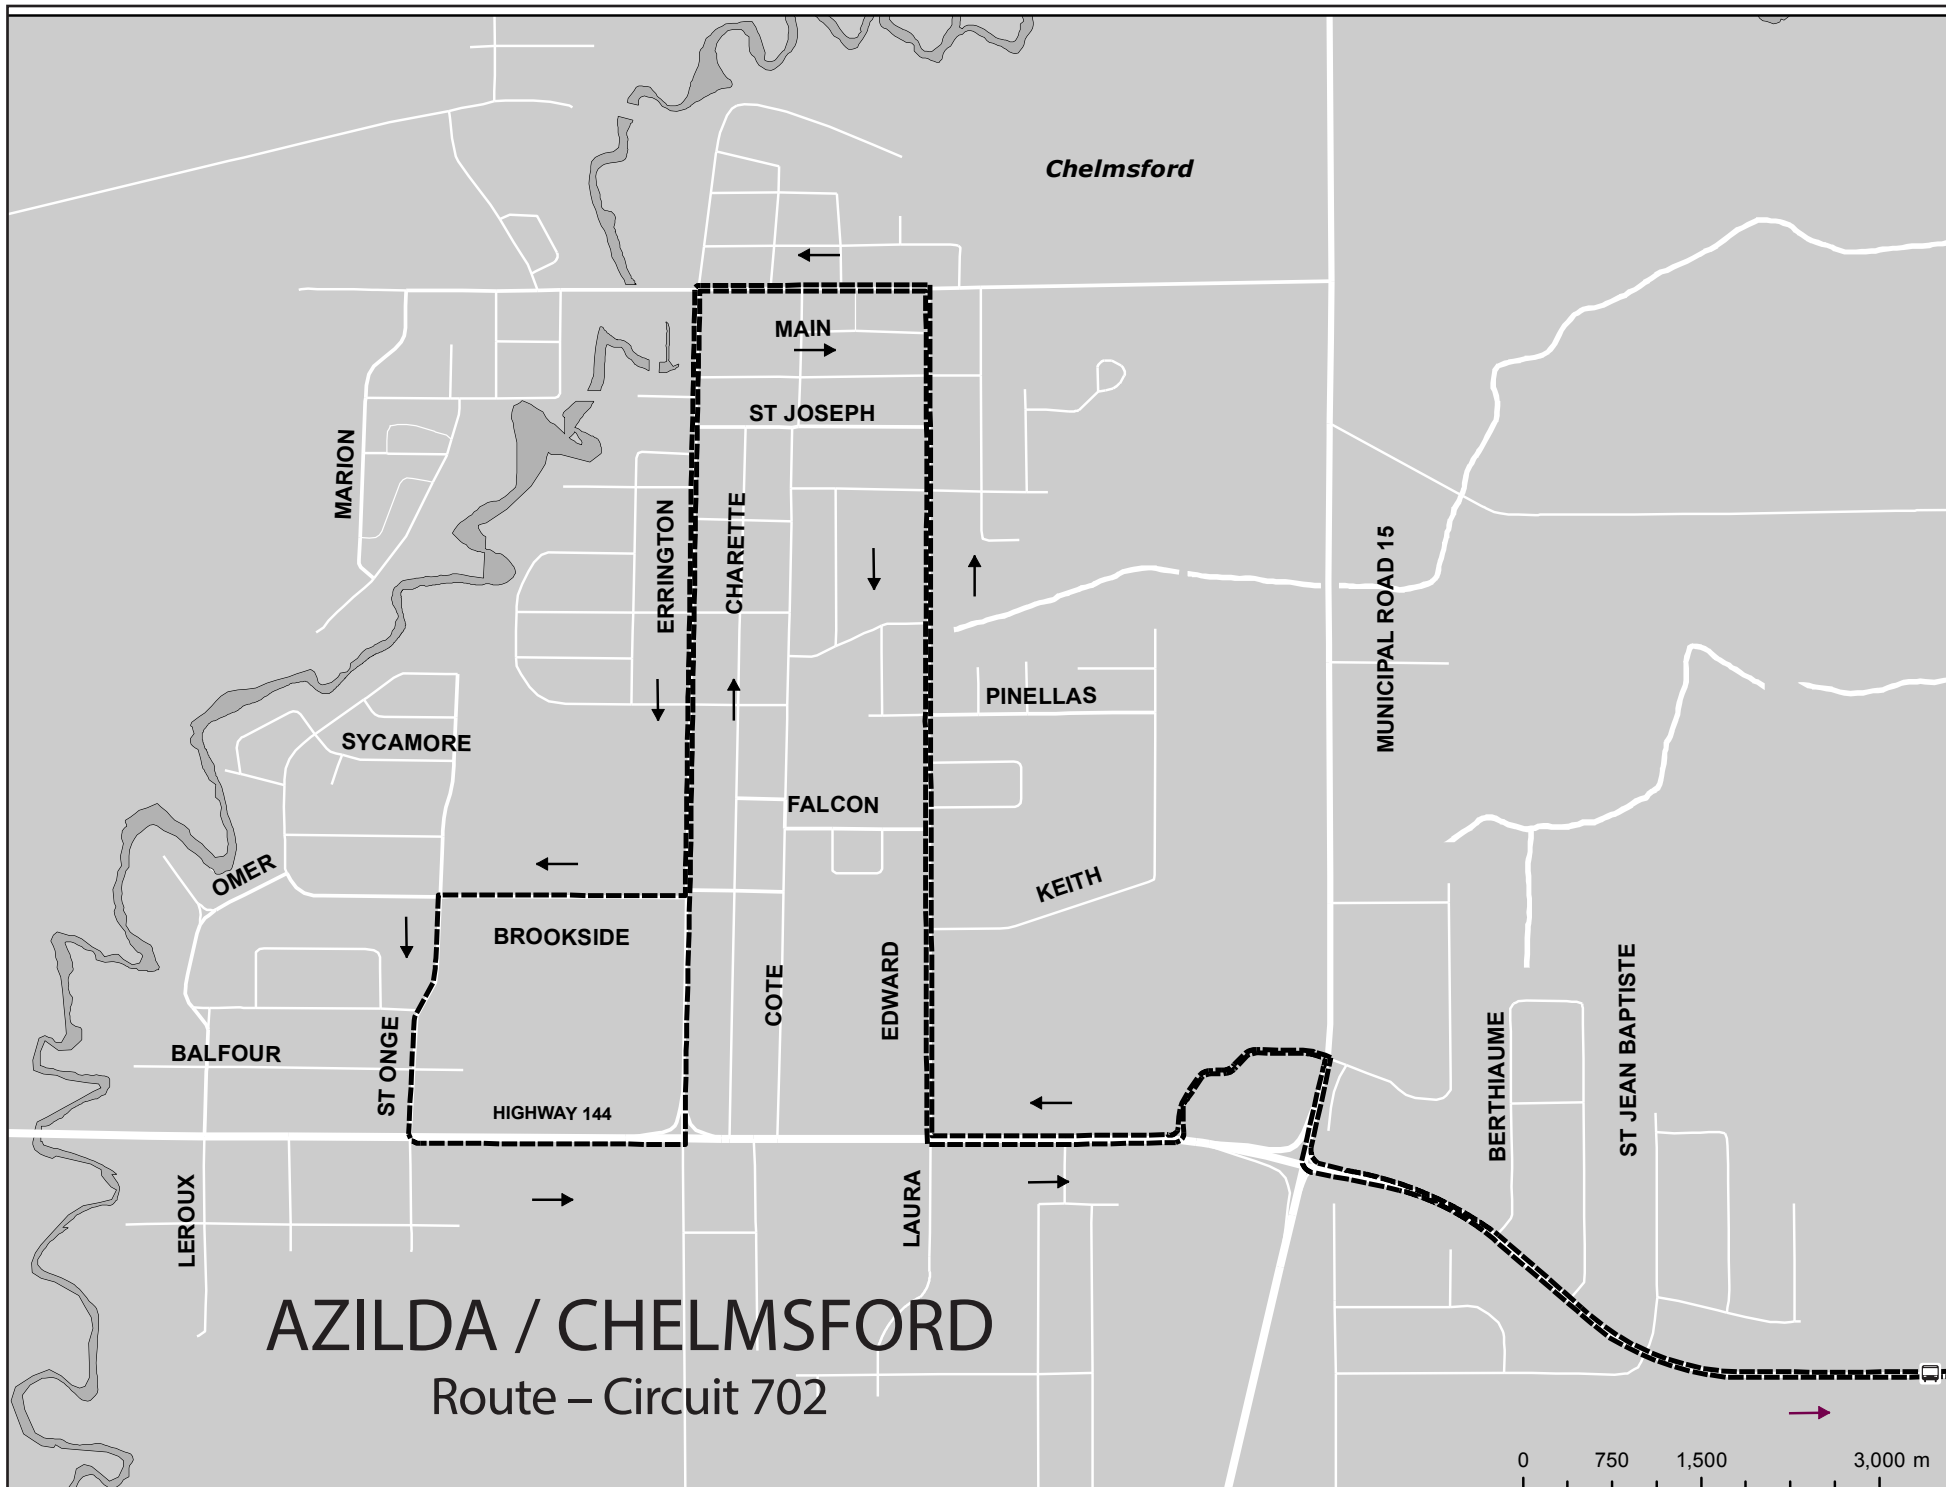 Chelmsford
MAIN
ST JOSEPH
MARION
ERRINGTON
CHARETTE
MUNICIPAL ROAD 15
PINELLAS
SYCAMORE
FALCON
OMER
KEITH
BROOKSIDE
COTE
EDWARD
ST JEAN BAPTISTE
BERTHIAUME
ST ONGE
BALFOUR
HIGHWAY 144
LEROUX
LAURA
AZILDA / CHELMSFORD
Route – Circuit 702
0 750 1,500 3,000 m